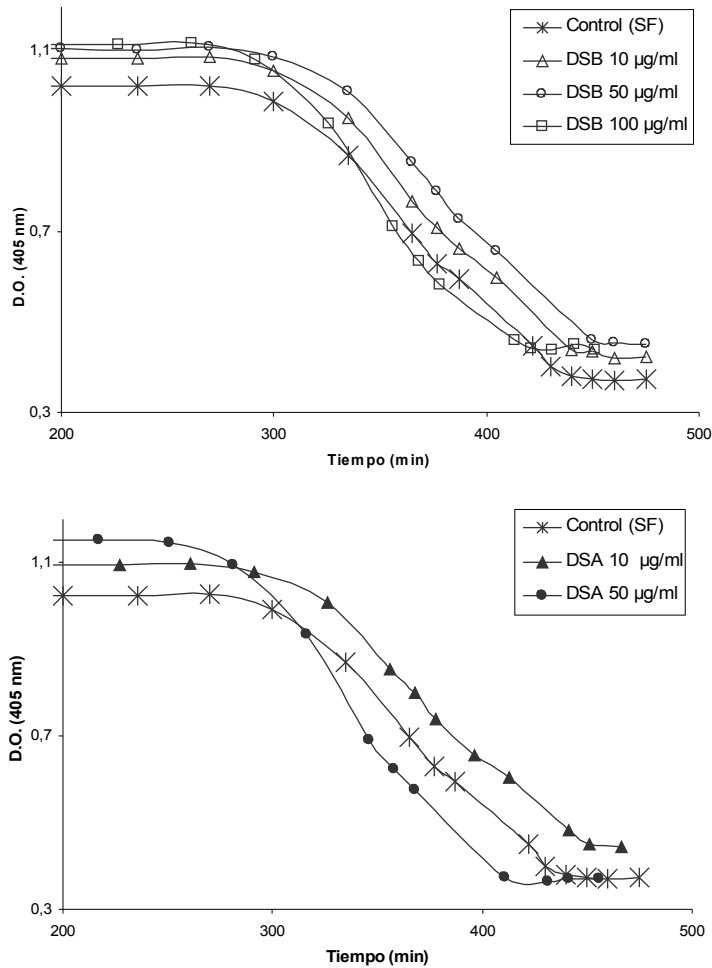 Control (SF)
DSB 10 µg/ml
DSB 50 µg/ml
DSB 100 µg/ml
1,1
0,7
0,3
D.O. (405 nm)
200
300
400
500
Tiempo (min)
Control (SF)
DSA 10 µg/ml
DSA 50 µg/ml
1,1
0,7
0,3
D.O. (405 nm)
200
300
400
500
Tiempo (min)